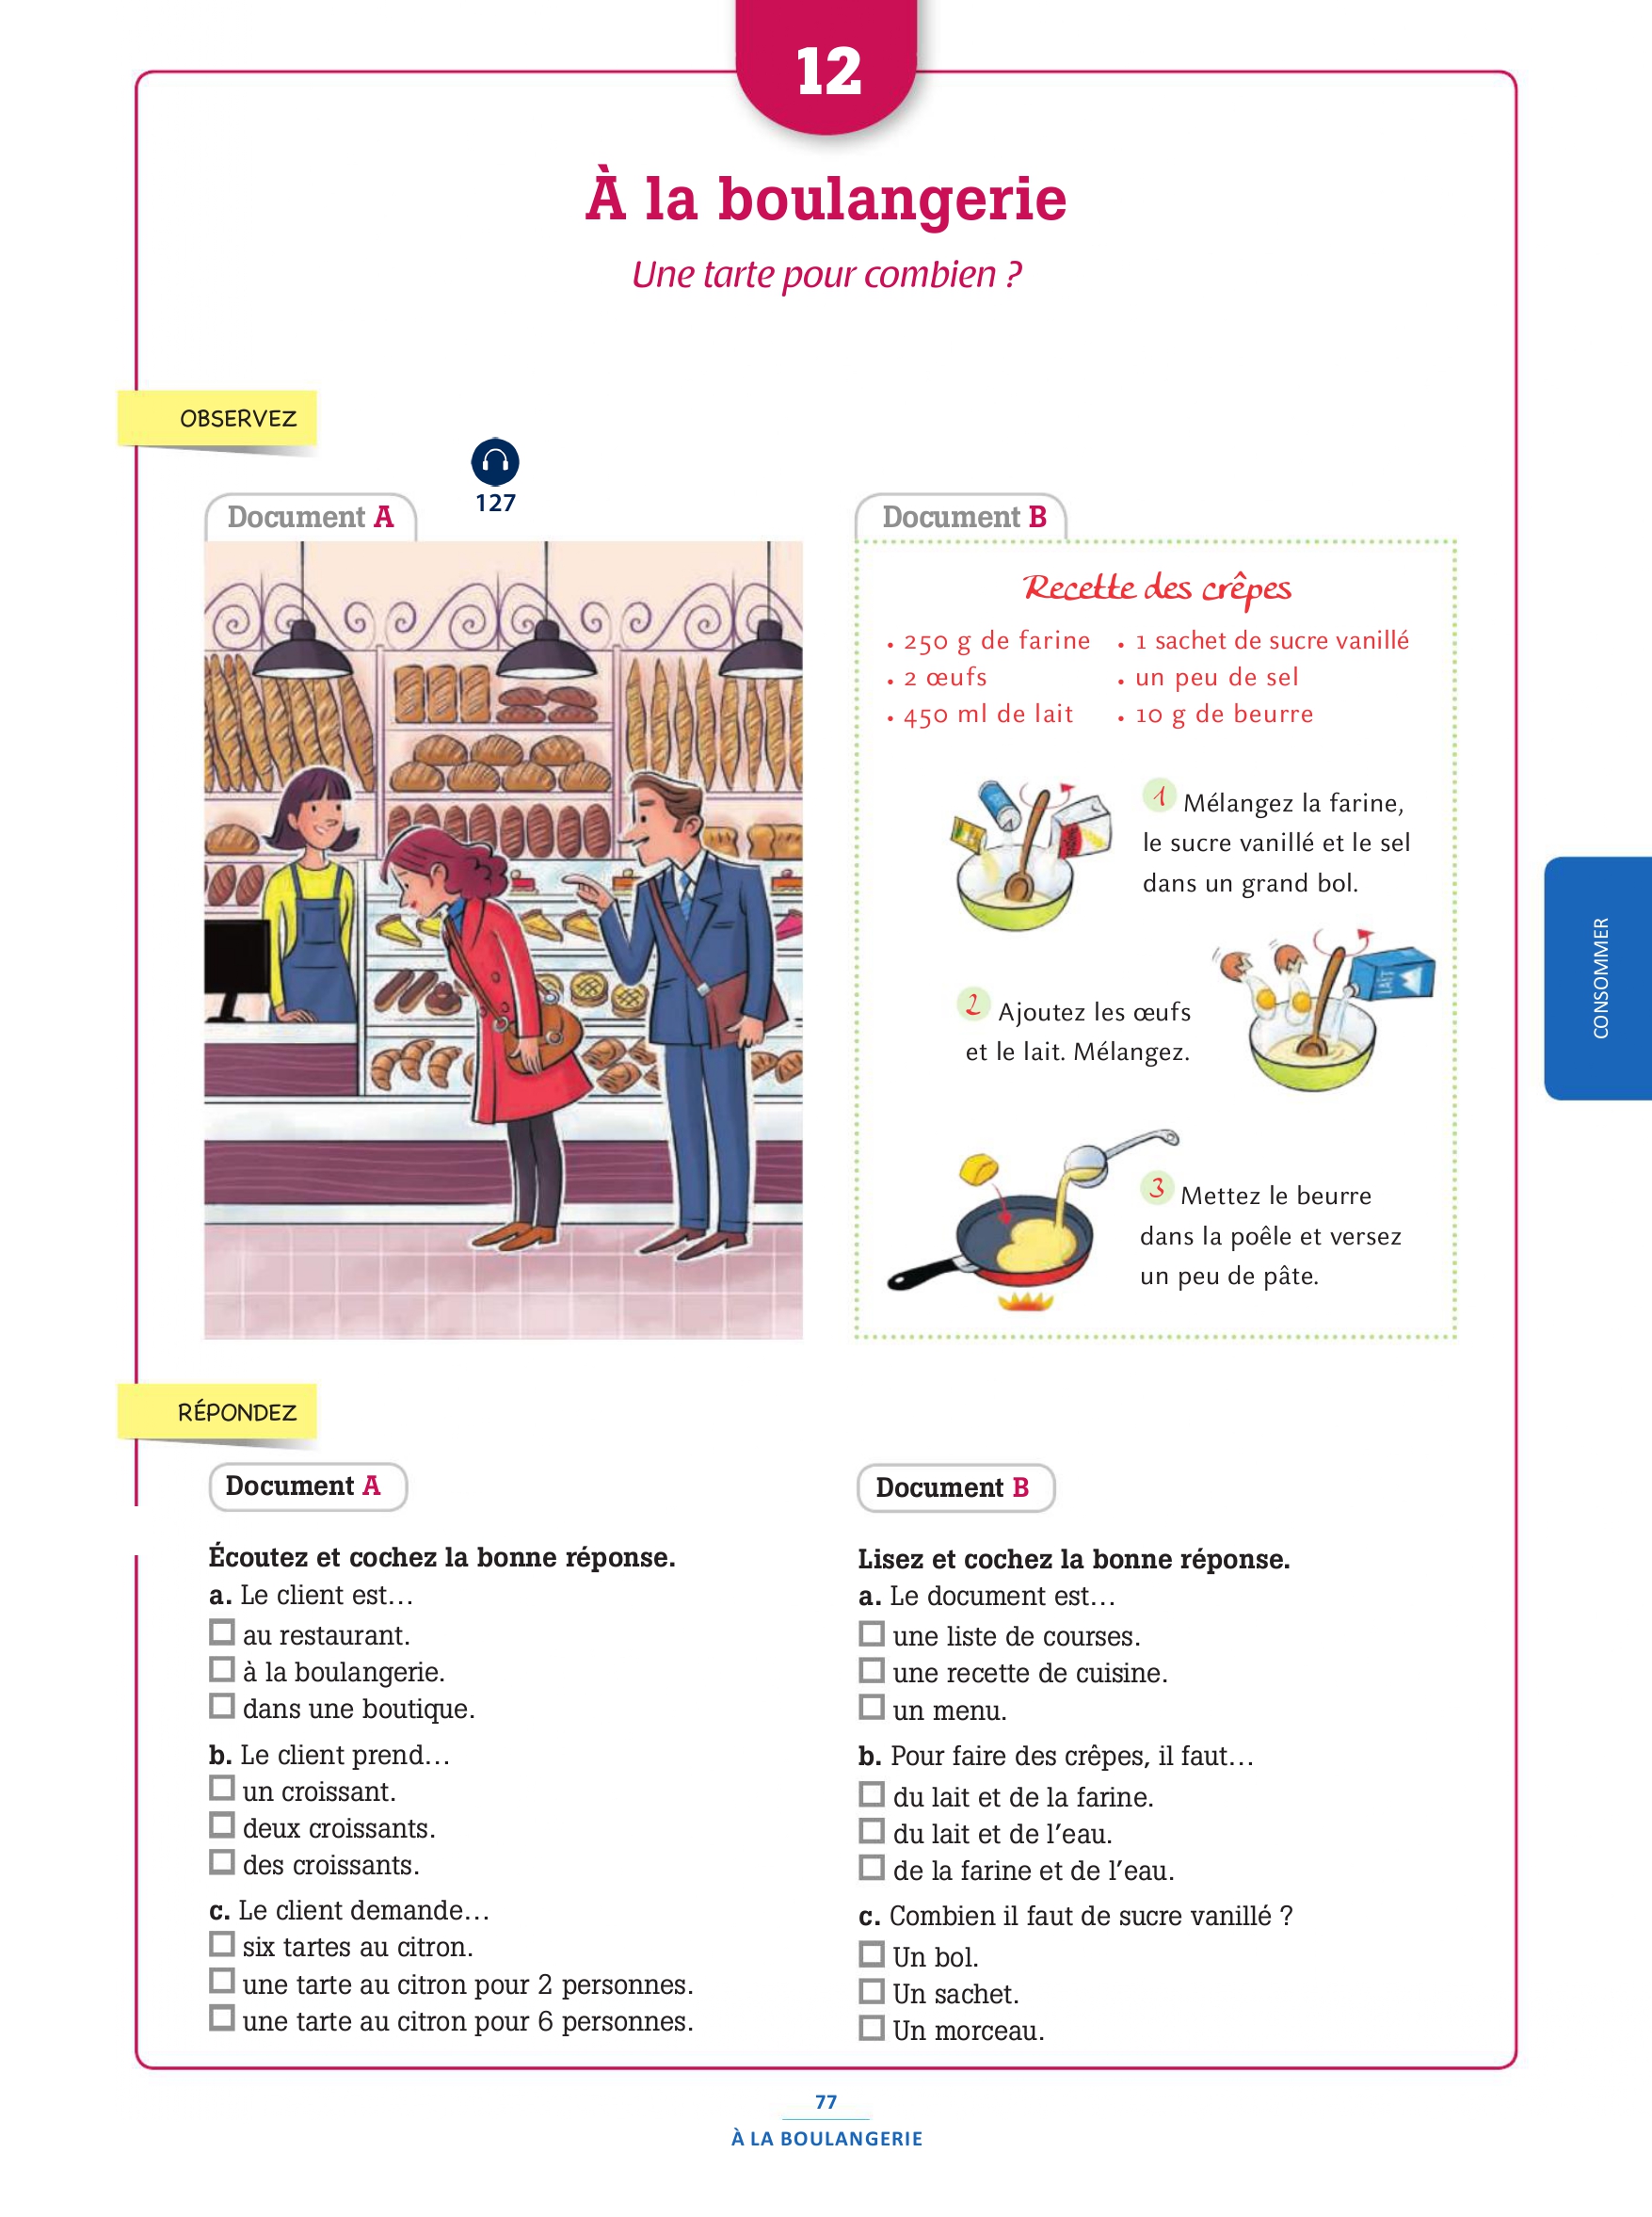 12
À la boulangerie
Une tarte pour combien ?
OBSERVEZ
127
Document A
Document B
Recette des crêpes
• 250 g de farine
• 2 œufs
• 450 ml de lait
• 1 sachet de sucre vanillé
• un peu de sel
• 10 g de beurre
1 Mélangez la farine,
le sucre vanillé et le sel
dans un grand bol.
2 Ajoutez les œufs
et le lait. Mélangez.
LAIT
3 Mettez le beurre
dans la poêle et versez
un peu de pâte.
CONSOMMER
RÉPONDEZ
Document A
Écoutez et cochez la bonne réponse.
a. Le client est…
☐ au restaurant.
☐ à la boulangerie.
☐ dans une boutique.
b. Le client prend…
☐ un croissant.
☐ deux croissants.
☐ des croissants.
c. Le client demande…
☐ six tartes au citron.
☐ une tarte au citron pour 2 personnes.
☐ une tarte au citron pour 6 personnes.
Document B
Lisez et cochez la bonne réponse.
a. Le document est…
☐ une liste de courses.
☐ une recette de cuisine.
☐ un menu.
b. Pour faire des crêpes, il faut…
☐ du lait et de la farine.
☐ du lait et de l’eau.
☐ de la farine et de l’eau.
c. Combien il faut de sucre vanillé ?
☐ Un bol.
☐ Un sachet.
☐ Un morceau.
77
À LA BOULANGERIE